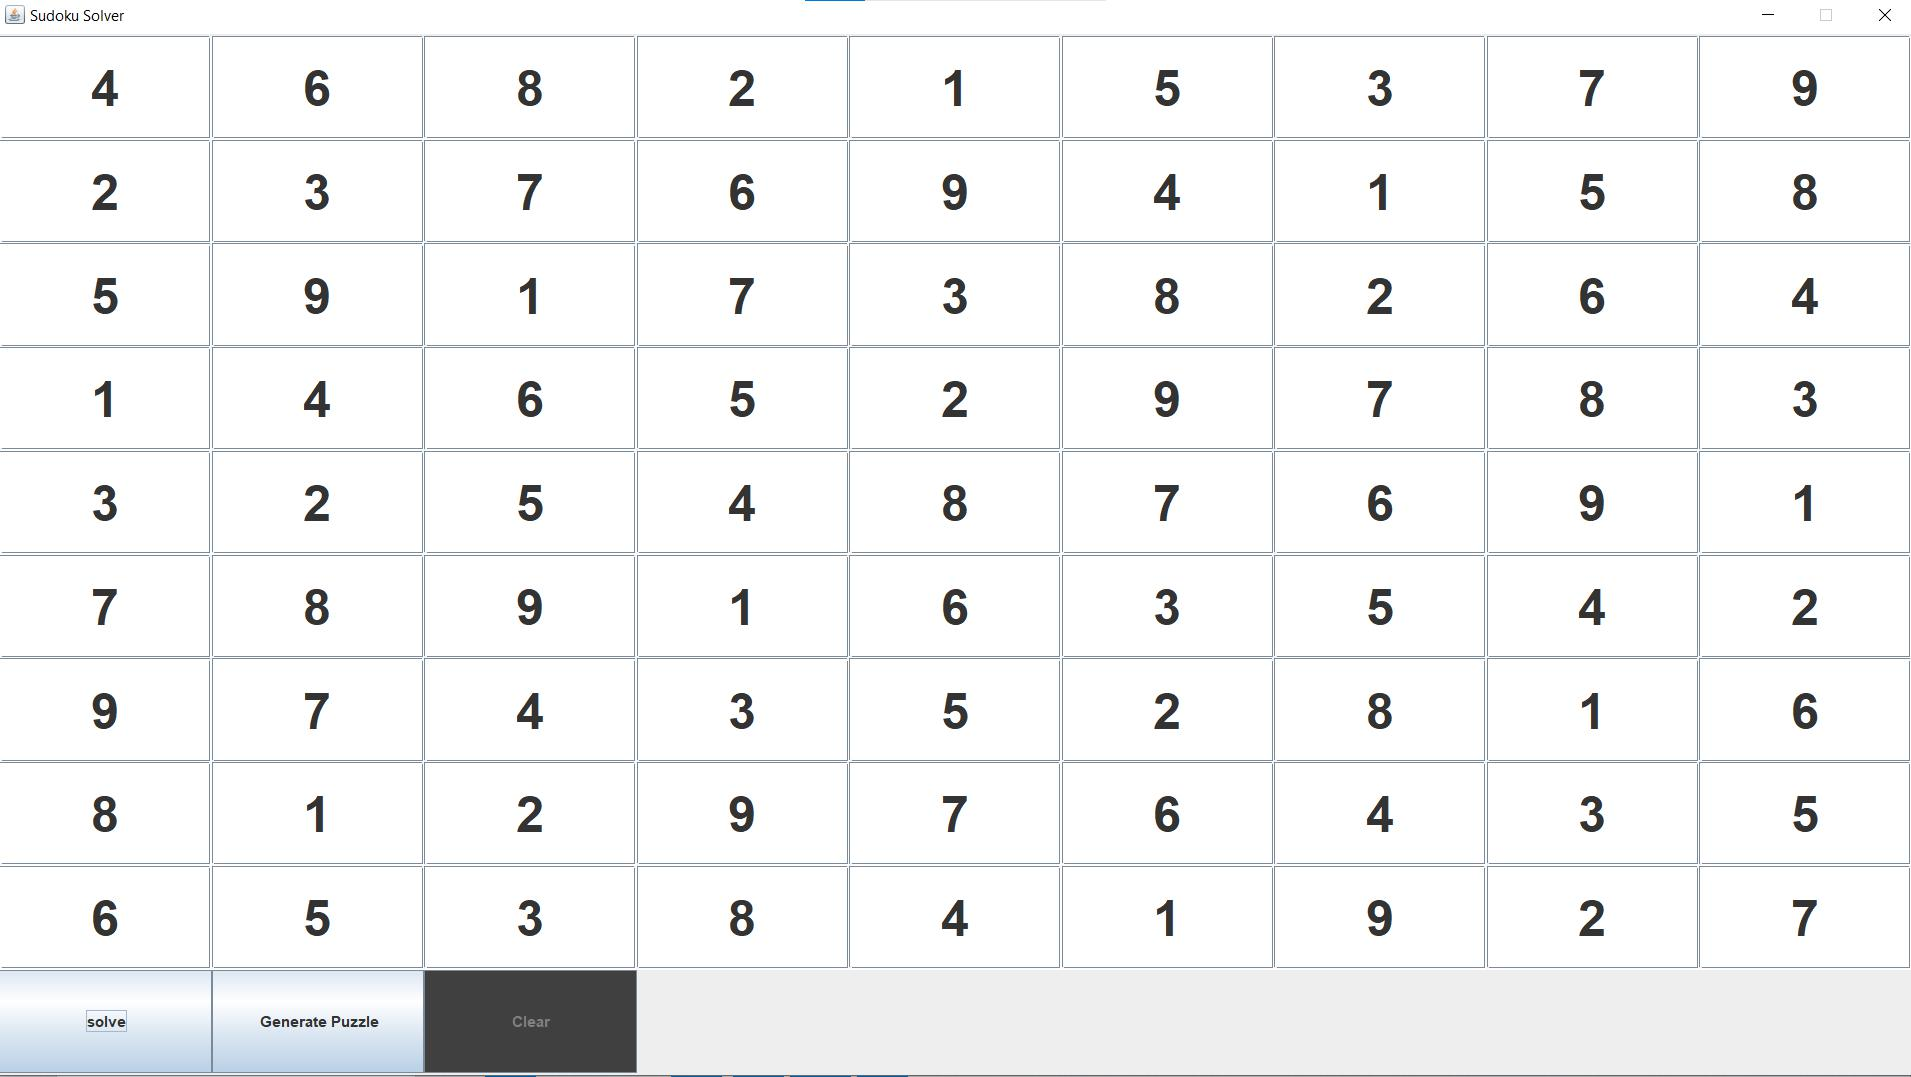 Sudoku Solver
4 6 8 2 1 5 3 7 9
2 3 7 6 9 4 1 5 8
5 9 1 7 3 8 2 6 4
1 4 6 5 2 9 7 8 3
3 2 5 4 8 7 6 9 1
7 8 9 1 6 3 5 4 2
9 7 4 3 5 2 8 1 6
8 1 2 9 7 6 4 3 5
6 5 3 8 4 1 9 2 7
solve Generate Puzzle Clear